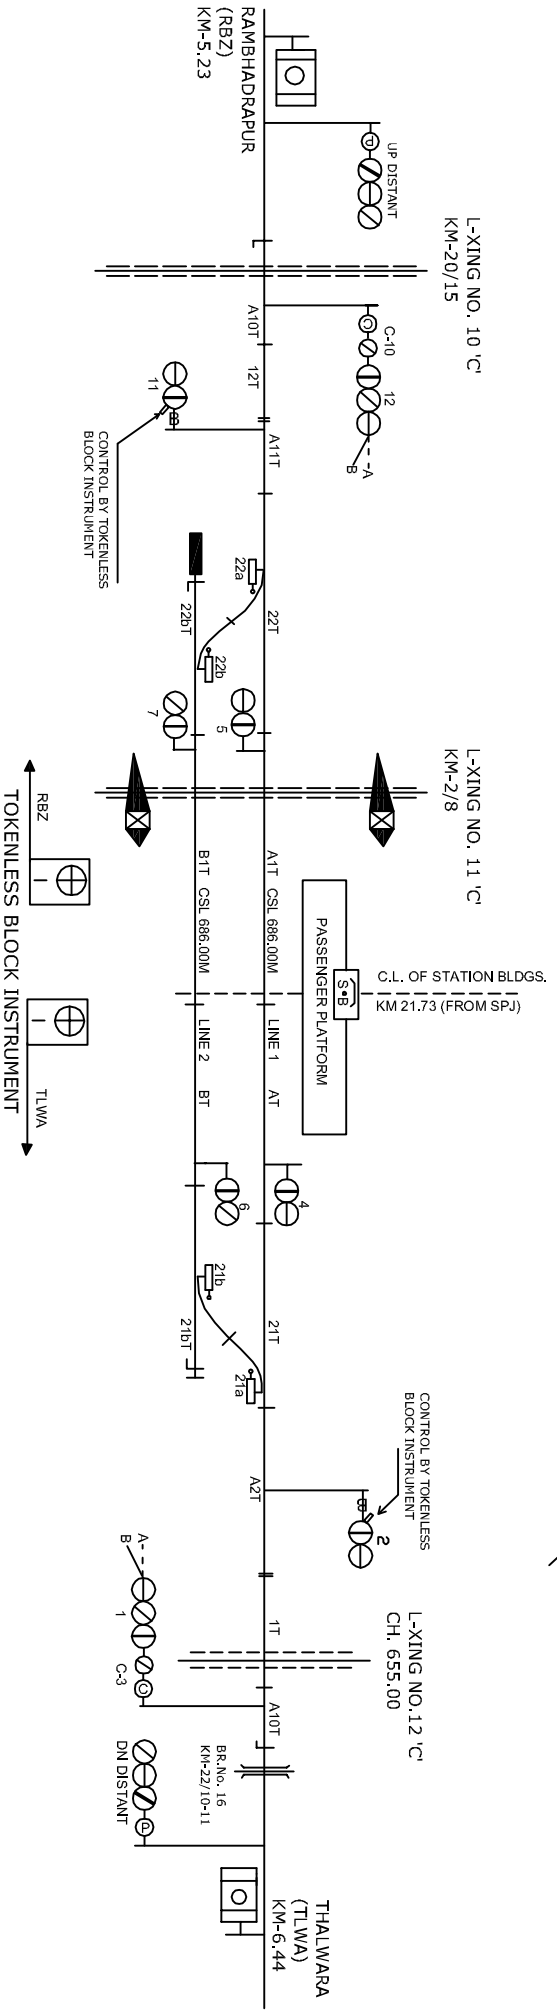 RAMBHADRAPUR
(RBZ)
KM-5.23
P
UP DISTANT
L-XING NO. 10 'C'
KM-20/15
A10T
12T
C
C-10
12
A
B
11
B
A11T
CONTROL BY TOKENLESS
BLOCK INSTRUMENT
22a
22T
22bT
22b
7
5
L-XING NO. 11 'C'
KM-2/8
A1T CSL 686.00M
B1T CSL 686.00M
PASSENGER PLATFORM
S B
C.L. OF STATION BLDGS.
KM 21.73 (FROM SPJ)
LINE 1 AT
LINE 2 BT
RBZ
TLWA
TOKENLESS BLOCK INSTRUMENT
4
6
21b
21T
21bT
21a
CONTROL BY TOKENLESS
BLOCK INSTRUMENT
A2T
B
2
A
B
1
1T
C-3
C
L-XING NO.12 'C'
CH. 655.00
A10T
BR.No. 16
KM-22/10-11
DN DISTANT
P
THALWARA
(TLWA)
KM-6.44